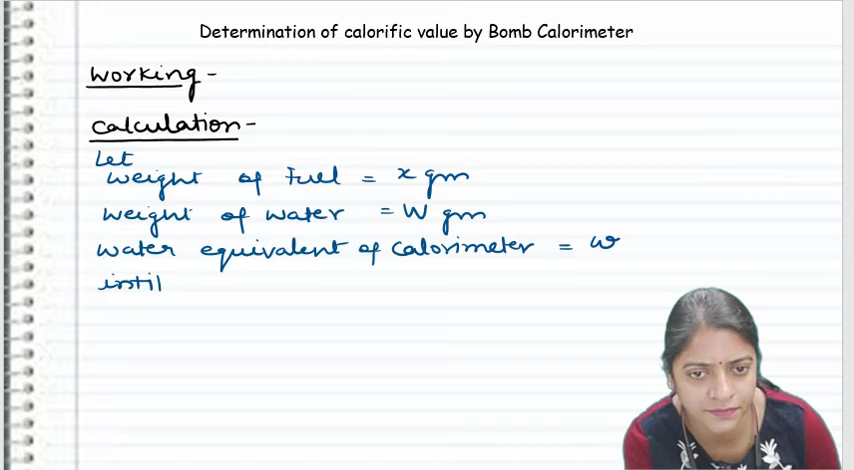 Determination of calorific value by Bomb Calorimeter
Working -
Calculation -
Let
weight of Fuel = x gm
weight of water = W gm
water equivalent of Calorimeter = w
instil